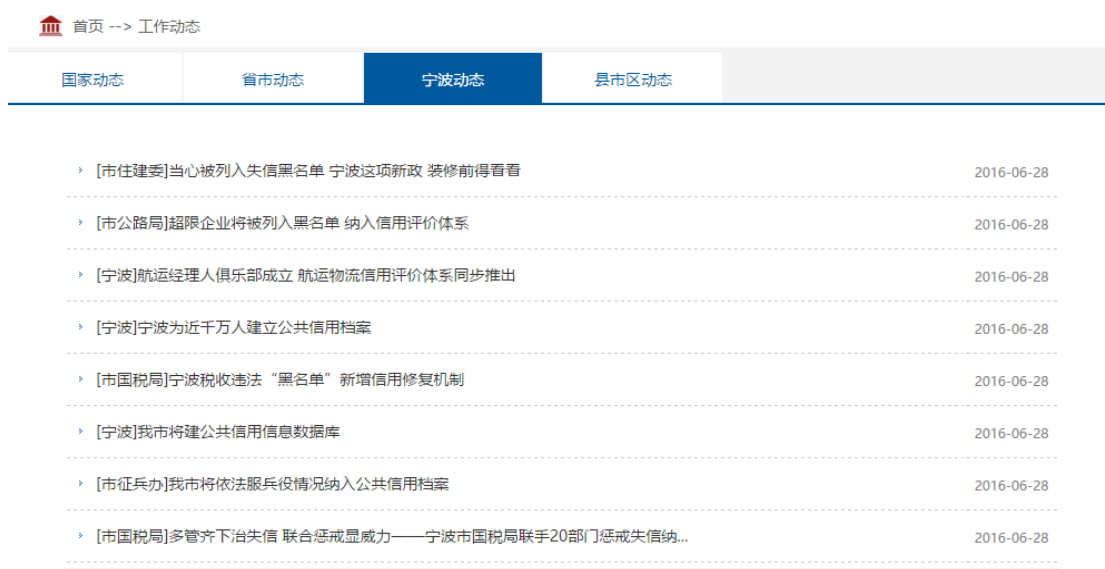 首页 --> 工作动态
国家动态 省市动态 宁波动态 县市区动态
[市住建委]当心被列入失信黑名单 宁波这项新政 装修前得看看 2016-06-28
[市公路局]超限企业将被列入黑名单 纳入信用评价体系 2016-06-28
[宁波]航运经理人俱乐部成立 航运物流信用评价体系同步推出 2016-06-28
[宁波]宁波为近千万人建立公共信用档案 2016-06-28
[市国税局]宁波税收违法“黑名单”新增信用修复机制 2016-06-28
[宁波]我市将建公共信用信息数据库 2016-06-28
[市征兵办]我市将依法服兵役情况纳入公共信用档案 2016-06-28
[市国税局]多管齐下治失信 联合惩戒显威力——宁波市国税局联手20部门惩戒失信纳... 2016-06-28